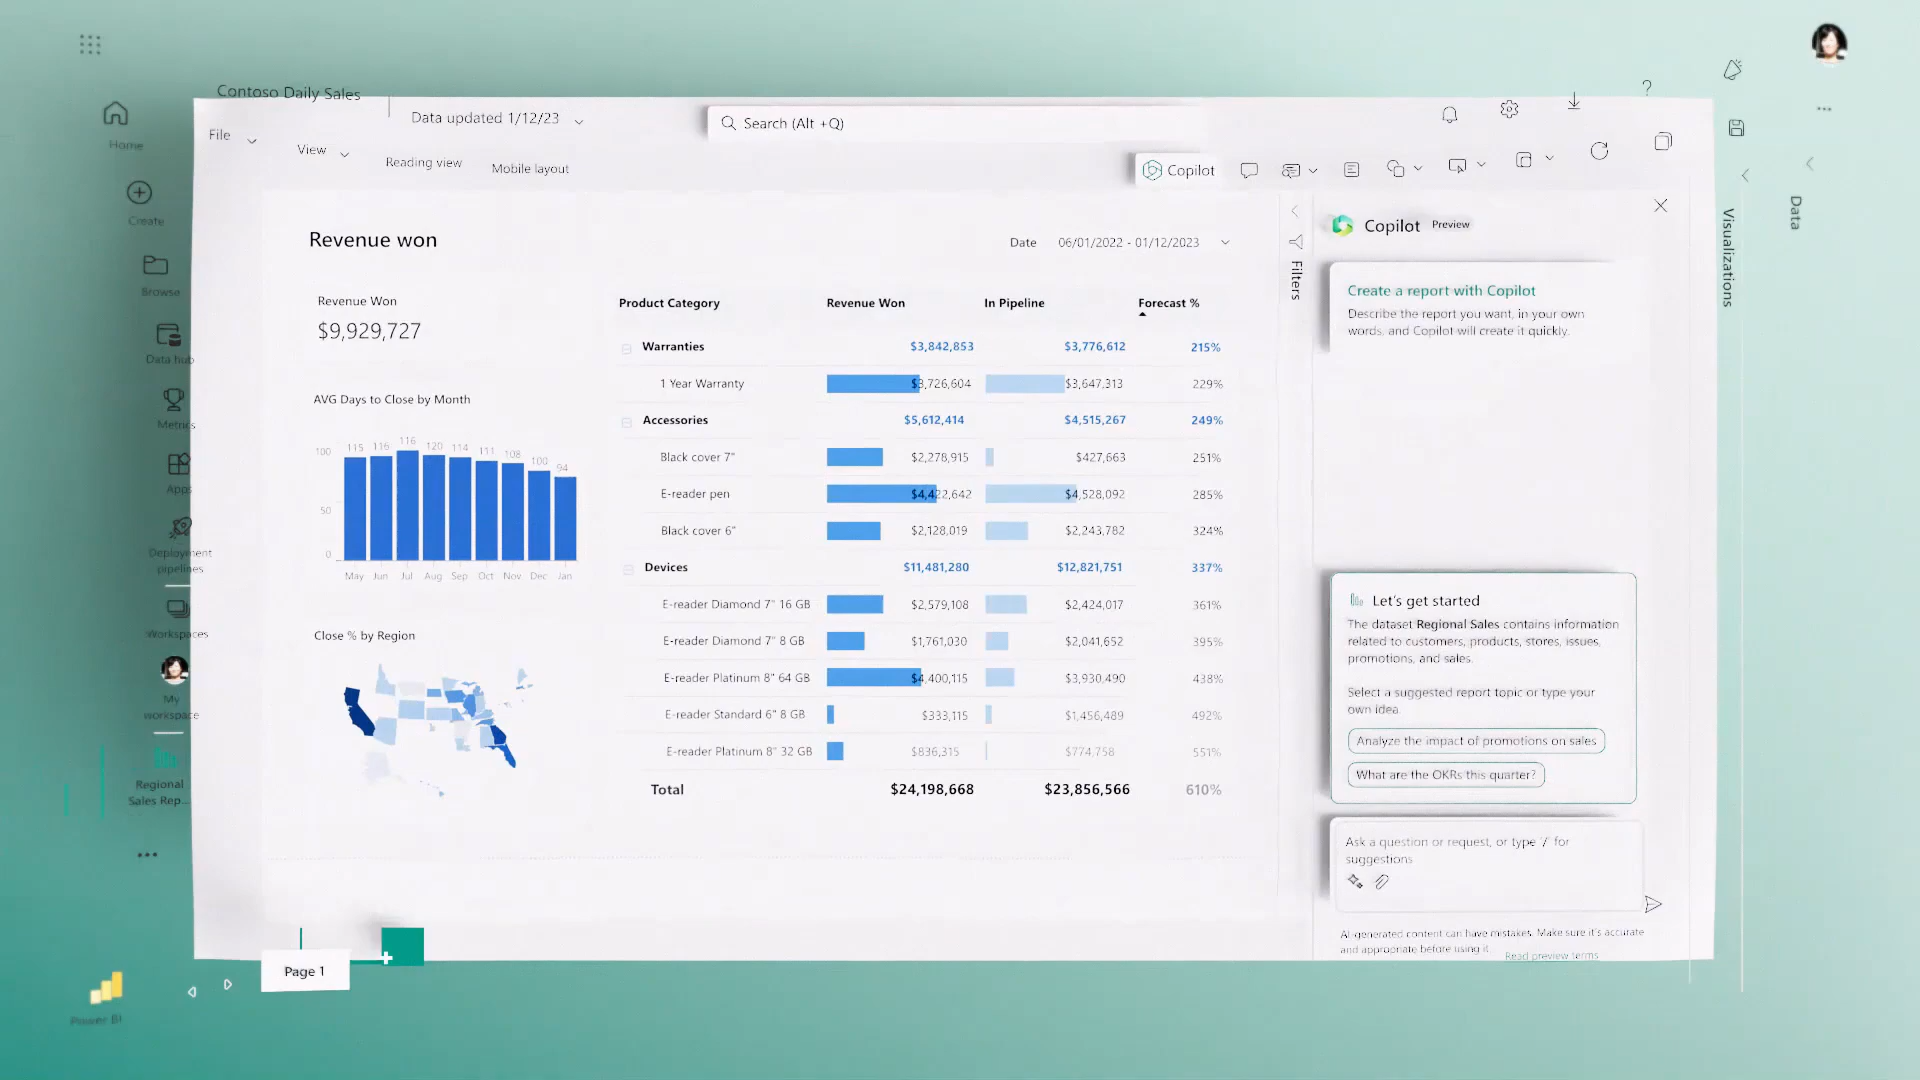 Contoso Daily Sales
Data updated 1/12/23
Search (Alt +Q)
?
File
View
Reading view
Mobile layout
Copilot
Home
Create
Browse
Data hub
Metrics
Apps
Deployment
pipelines
Workspaces
My
workspace
Regional
Sales Rep...
Power BI
Revenue won
Date 06/01/2022 - 01/12/2023
Revenue Won
$9,929,727
AVG Days to Close by Month
115 116 116 120 114 111 108 100 94
100
50
0
May Jun Jul Aug Sep Oct Nov Dec Jan
Close % by Region
Product Category Revenue Won In Pipeline Forecast %
Warranties $3,842,853 $3,776,612 215%
1 Year Warranty $3,726,604 $3,647,313 229%
Accessories $5,612,414 $4,515,267 249%
Black cover 7" $2,278,915 $427,663 251%
E-reader pen $4,422,642 $4,528,092 285%
Black cover 6" $2,128,019 $2,243,782 324%
Devices $11,481,280 $12,821,751 337%
E-reader Diamond 7" 16 GB $2,579,108 $2,424,017 361%
E-reader Diamond 7" 8 GB $1,761,030 $2,041,652 395%
E-reader Platinum 8" 64 GB $4,400,115 $3,930,490 438%
E-reader Standard 6" 8 GB $333,115 $1,456,489 492%
E-reader Platinum 8" 32 GB $836,315 $774,758 551%
Total $24,198,668 $23,856,566 610%
Filters
Copilot Preview
Create a report with Copilot
Describe the report you want, in your own
words, and Copilot will create it quickly.
Let's get started
The dataset Regional Sales contains information
related to customers, products, stores, issues,
promotions, and sales.
Select a suggested report topic or type your
own idea.
Analyze the impact of promotions on sales
What are the OKRs this quarter?
Ask a question or request, or type '/' for
suggestions
AI-generated content can have mistakes. Make sure it's accurate
and appropriate before using it. Read preview terms
Visualizations
Data
Page 1